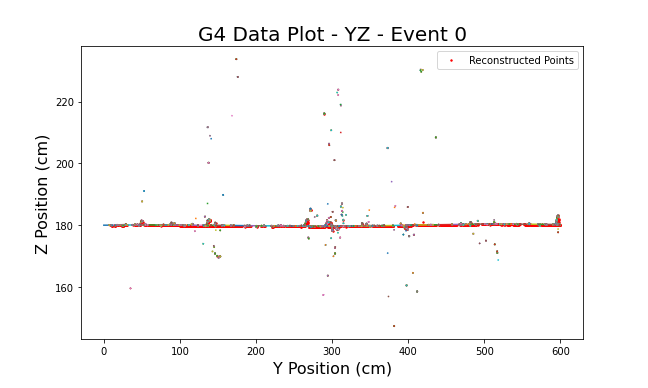 G4 Data Plot - YZ - Event 0
Reconstructed Points
Z Position (cm)
220
200
180
160
0 100 200 300 400 500 600
Y Position (cm)